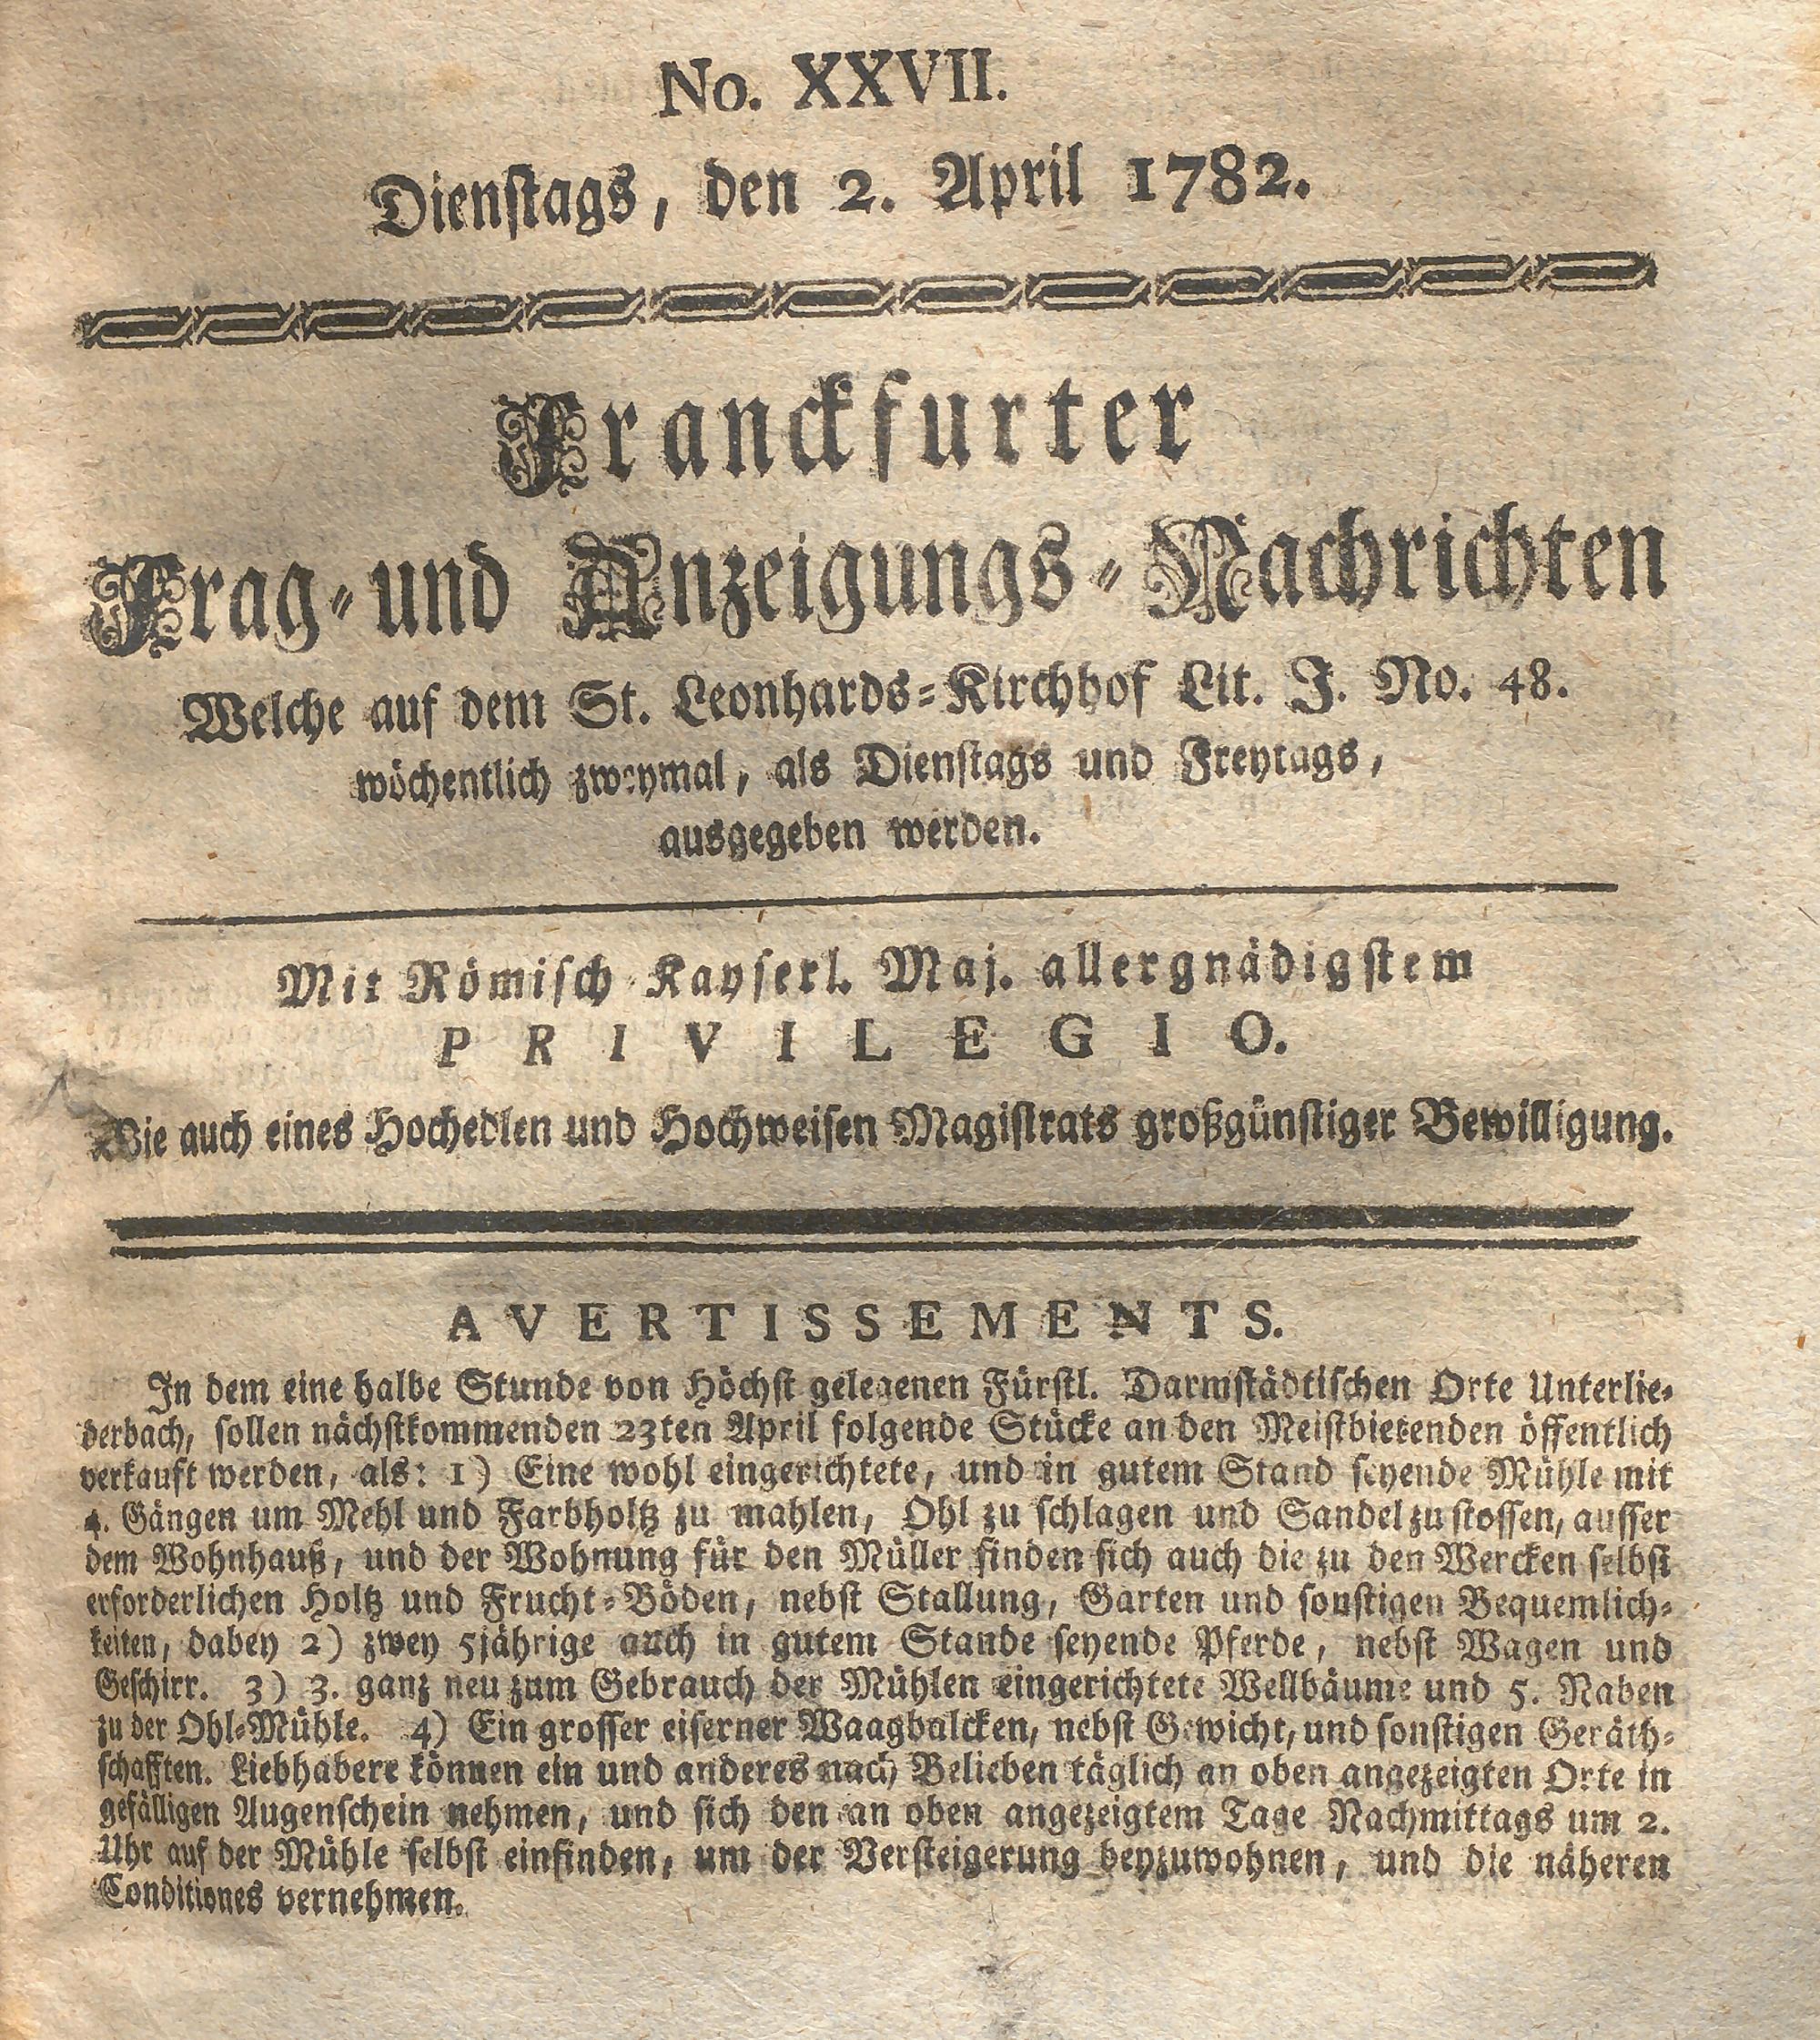 No. XXVII.
Dienstags, den 2. April 1782.
Franckfurter
Frag- und Anzeigungs-Nachrichten
Welche auf dem St. Leonhards-Kirchhof Lit. J. No. 48.
wöchentlich zweymal, als Dienstags und Freytags,
ausgegeben werden.
Mit Römisch Kayserl. Maj. allergnädigstem
PRIVILEGIO.
Wie auch eines Hochedlen und Hochweisen Magistrats großgünstiger Bewilligung.
AVERTISSEMENTS.
In dem eine halbe Stunde von Höchst gelegenen Fürstl. Darmstädtischen Orte Unterlie-
derbach, sollen nächstkommenden 23ten April folgende Stücke an den Meistbietenden öffentlich
verkauft werden, als: 1) Eine wohl eingerichtete, und in gutem Stand seyende Mühle mit
4. Gängen um Mehl und Farbholtz zu mahlen, Ohl zu schlagen und Sandel zu stossen, ausser
dem Wohnhauß, und der Wohnung für den Müller finden sich auch die zu den Wercken selbst
erforderlichen Holtz und Frucht-Böden, nebst Stallung, Garten und sonstigen Bequemlich-
keiten, dabey 2) zwey 5jährige auch in gutem Stande seyende Pferde, nebst Wagen und
Geschirr. 3) 3. ganz neu zum Gebrauch der Mühlen eingerichtete Wellbäume und 5. Naben
zu der Ohl-Mühle. 4) Ein grosser eiserner Waagbalcken, nebst Gewicht, und sonstigen Geräth-
schafften. Liebhabere können ein und anderes nach Belieben täglich an oben angezeigten Orte in
gefälligen Augenschein nehmen, und sich den an oben angezeigtem Tage Nachmittags um 2.
Uhr auf der Mühle selbst einfinden, um der Versteigerung beyzuwohnen, und die näheren
Conditiones vernehmen.